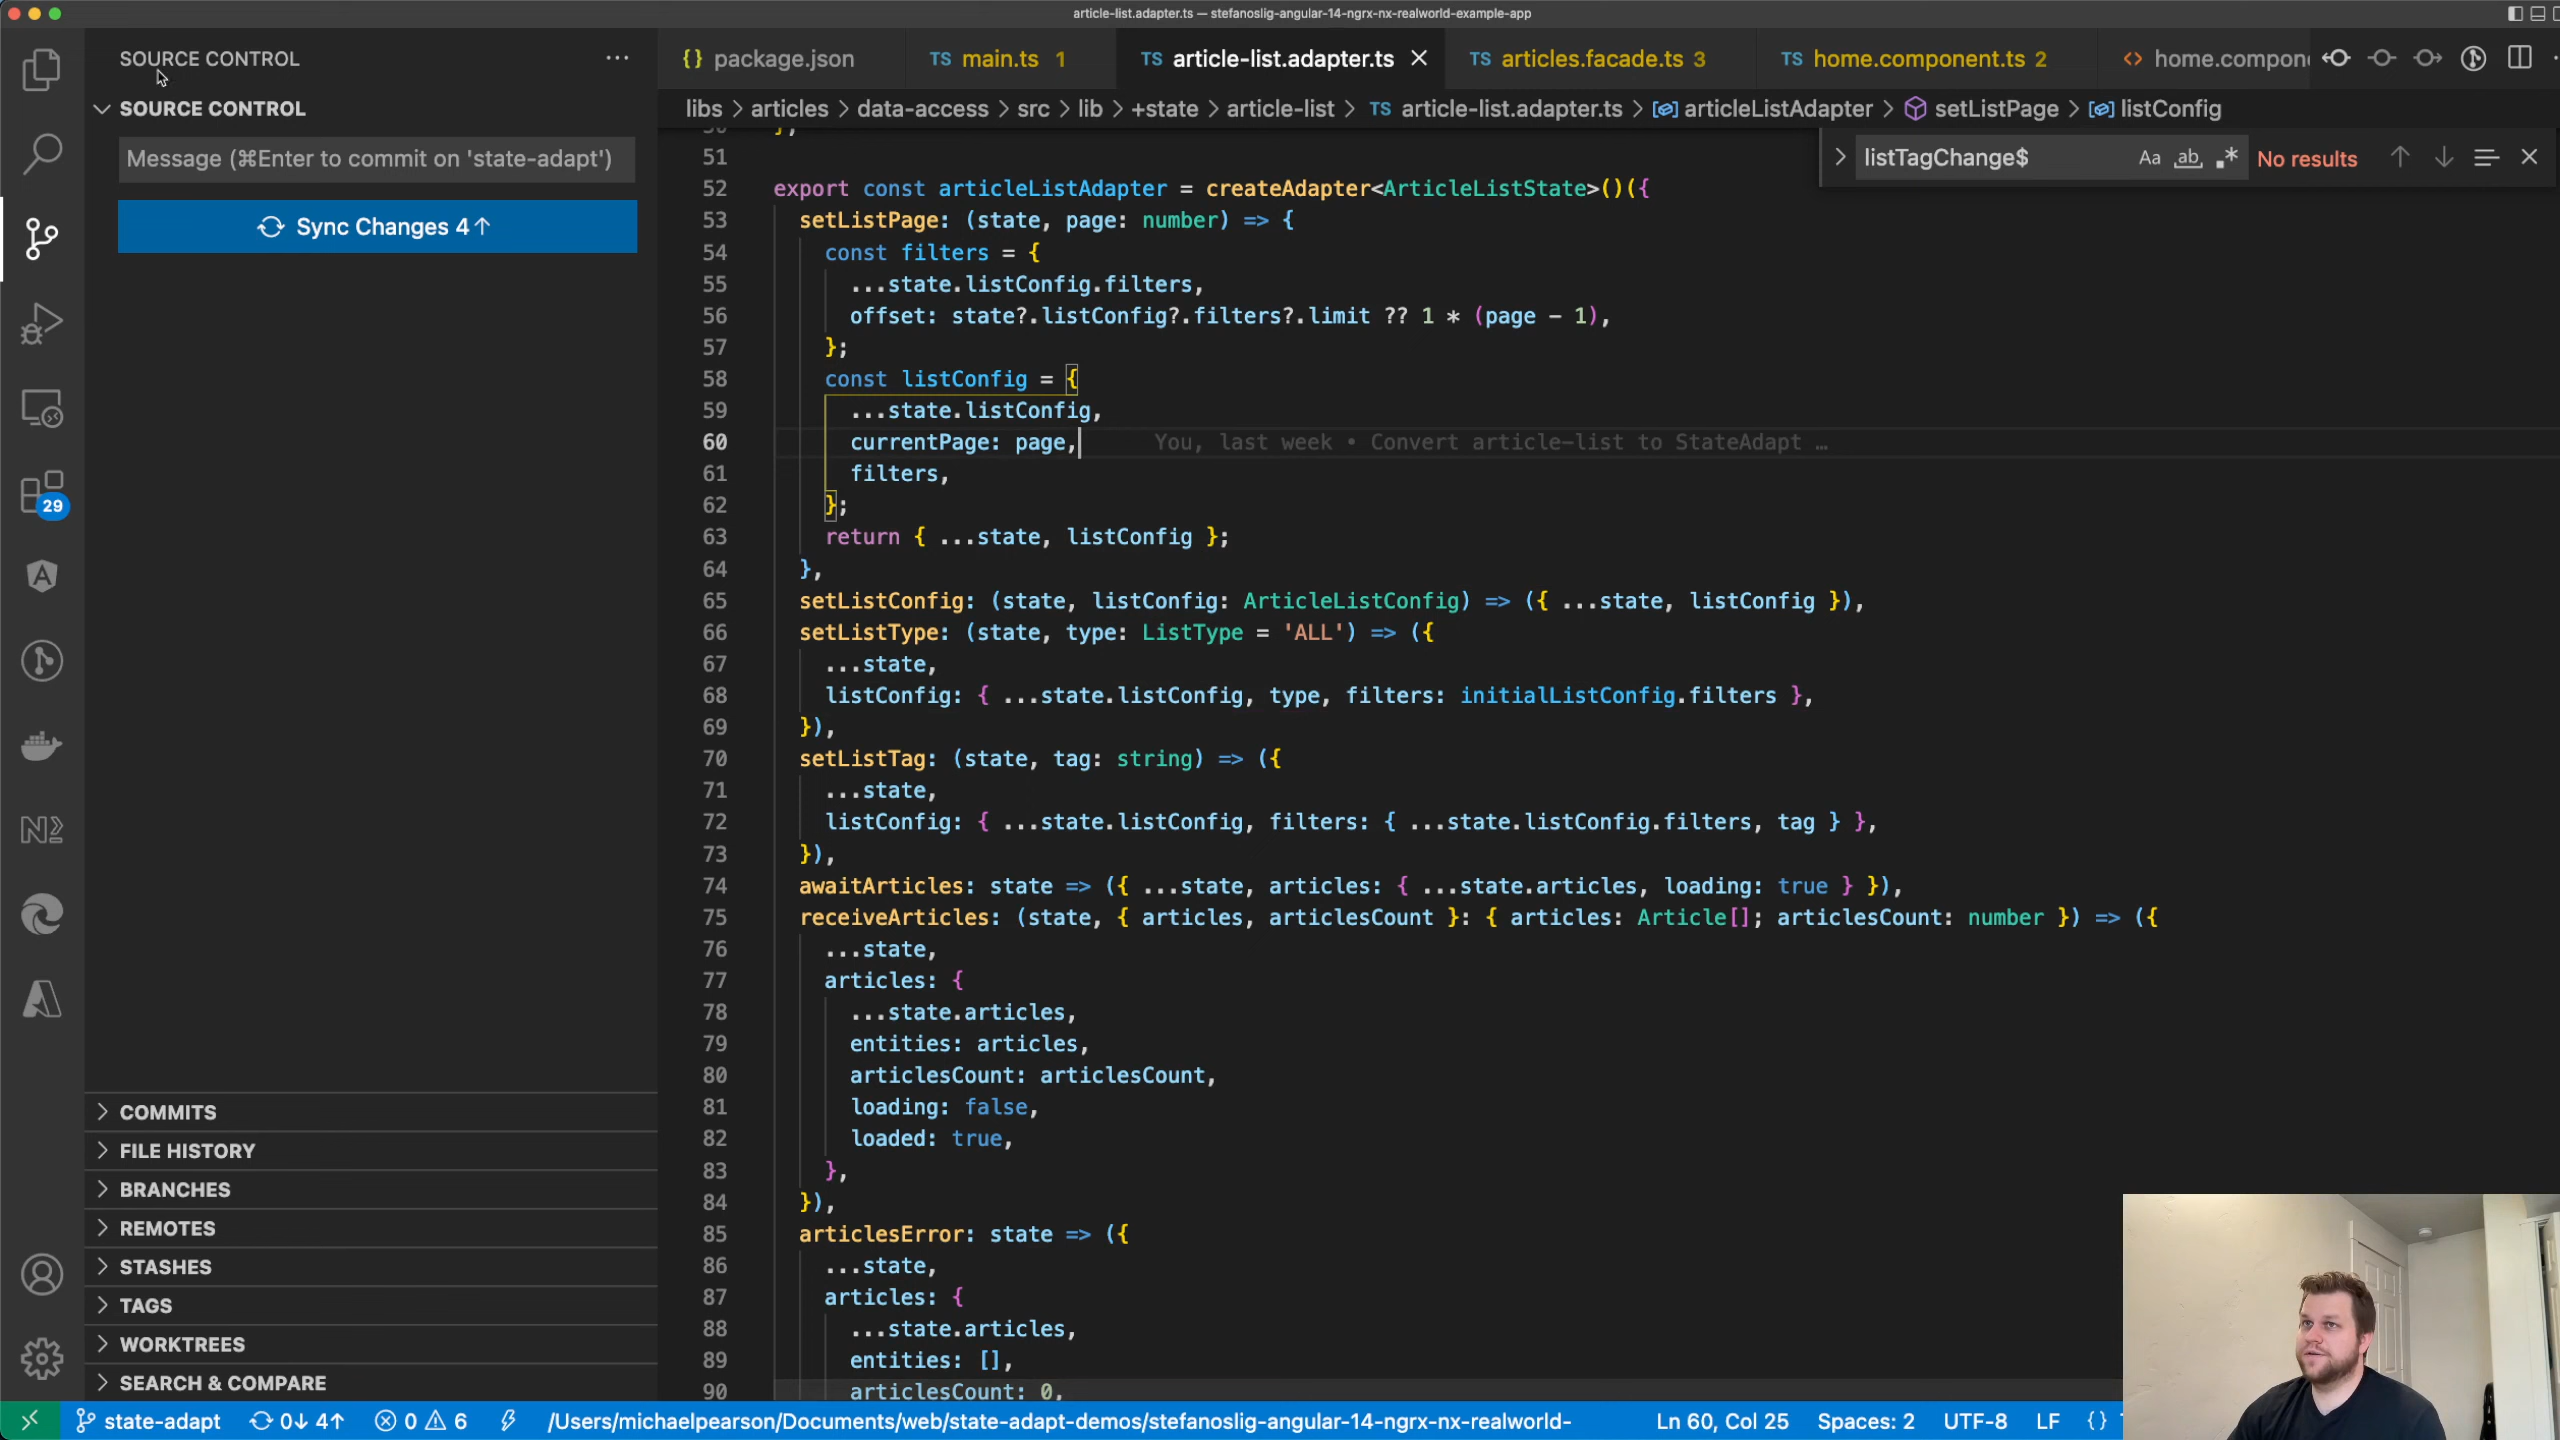 article-list.adapter.ts — stefanoslig-angular-14-ngrx-nx-realworld-example-app
SOURCE CONTROL
{} package.json
TS main.ts 1
TS article-list.adapter.ts
TS articles.facade.ts 3
TS home.component.ts 2
<> home.compon
libs > articles > data-access > src > lib > +state > article-list > TS article-list.adapter.ts > articleListAdapter > setListPage > listConfig
SOURCE CONTROL
Message (⌘Enter to commit on 'state-adapt')
Sync Changes 4↑
29
listTagChange$
Aa ab .*
No results
51
52 export const articleListAdapter = createAdapter<ArticleListState>()({
53 setListPage: (state, page: number) => {
54 const filters = {
55 ...state.listConfig.filters,
56 offset: state?.listConfig?.filters?.limit ?? 1 * (page - 1),
57 };
58 const listConfig = {
59 ...state.listConfig,
60 currentPage: page, You, last week • Convert article-list to StateAdapt …
61 filters,
62 };
63 return { ...state, listConfig };
64 },
65 setListConfig: (state, listConfig: ArticleListConfig) => ({ ...state, listConfig }),
66 setListType: (state, type: ListType = 'ALL') => ({
67 ...state,
68 listConfig: { ...state.listConfig, type, filters: initialListConfig.filters },
69 }),
70 setListTag: (state, tag: string) => ({
71 ...state,
72 listConfig: { ...state.listConfig, filters: { ...state.listConfig.filters, tag } },
73 }),
74 awaitArticles: state => ({ ...state, articles: { ...state.articles, loading: true } }),
75 receiveArticles: (state, { articles, articlesCount }: { articles: Article[]; articlesCount: number }) => ({
76 ...state,
77 articles: {
78 ...state.articles,
79 entities: articles,
80 articlesCount: articlesCount,
81 loading: false,
82 loaded: true,
83 },
84 }),
85 articlesError: state => ({
86 ...state,
87 articles: {
88 ...state.articles,
89 entities: [],
90 articlesCount: 0,
COMMITS
FILE HISTORY
BRANCHES
REMOTES
STASHES
TAGS
WORKTREES
SEARCH & COMPARE
state-adapt 0↓ 4↑ 0 6 /Users/michaelpearson/Documents/web/state-adapt-demos/stefanoslig-angular-14-ngrx-nx-realworld- Ln 60, Col 25 Spaces: 2 UTF-8 LF {}